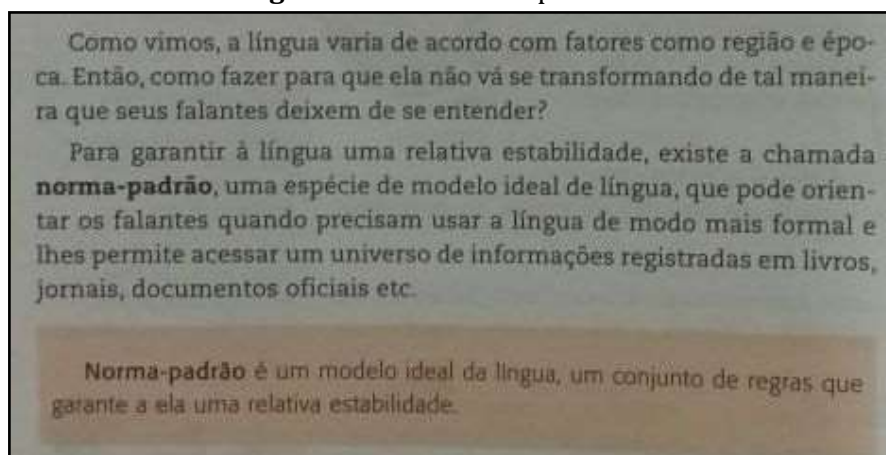 Como vimos, a língua varia de acordo com fatores como região e épo-
ca. Então, como fazer para que ela não vá se transformando de tal manei-
ra que seus falantes deixem de se entender?
Para garantir à língua uma relativa estabilidade, existe a chamada
norma-padrão, uma espécie de modelo ideal de língua, que pode orien-
tar os falantes quando precisam usar a língua de modo mais formal e
lhes permite acessar um universo de informações registradas em livros,
jornais, documentos oficiais etc.
Norma-padrão é um modelo ideal da língua, um conjunto de regras que
garante a ela uma relativa estabilidade.